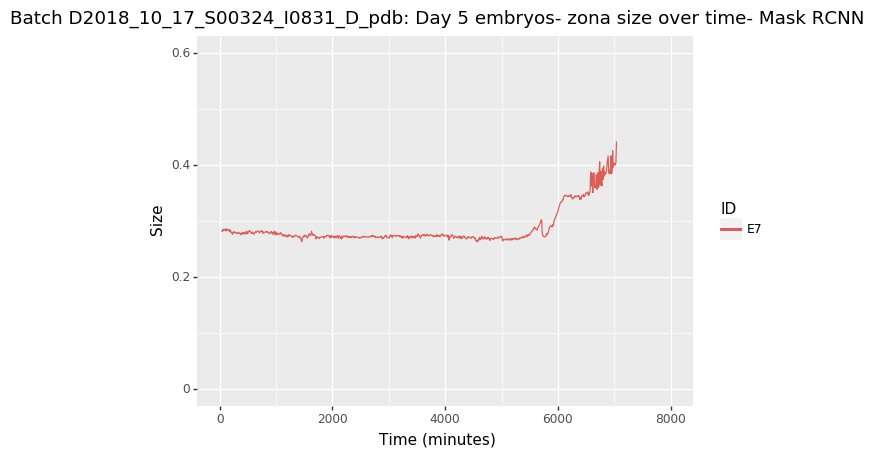 Batch D2018_10_17_S00324_I0831_D_pdb: Day 5 embryos- zona size over time- Mask RCNN
0.6
0.4
0.2
0
Size
0 2000 4000 6000 8000
Time (minutes)
ID
E7